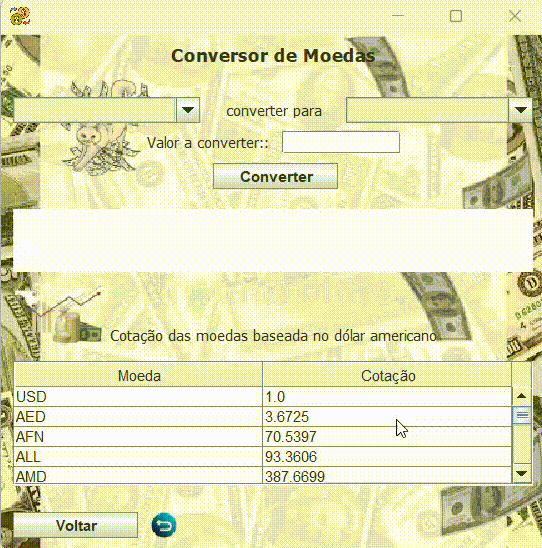 Conversor de Moedas
converter para
Valor a converter::
Converter
Cotação das moedas baseada no dólar americano
Moeda Cotação
USD 1.0
AED 3.6725
AFN 70.5397
ALL 93.3606
AMD 387.6699
Voltar